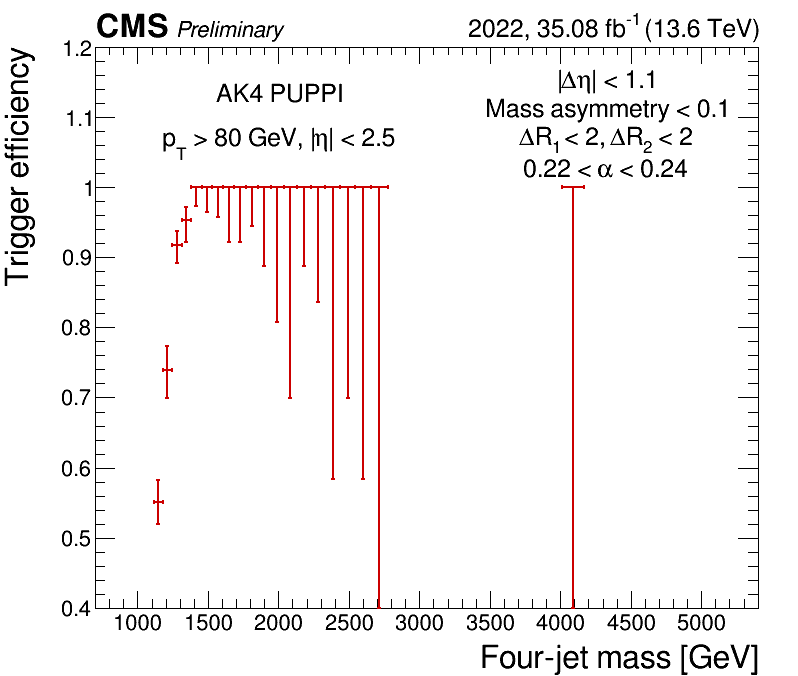 CMS Preliminary 2022, 35.08 fb⁻¹ (13.6 TeV)
Trigger efficiency
AK4 PUPPI
p_T > 80 GeV, |η| < 2.5
|Δη| < 1.1
Mass asymmetry < 0.1
ΔR₁ < 2, ΔR₂ < 2
0.22 < α < 0.24
1.2
1.1
1
0.9
0.8
0.7
0.6
0.5
0.4
1000 1500 2000 2500 3000 3500 4000 4500 5000
Four-jet mass [GeV]